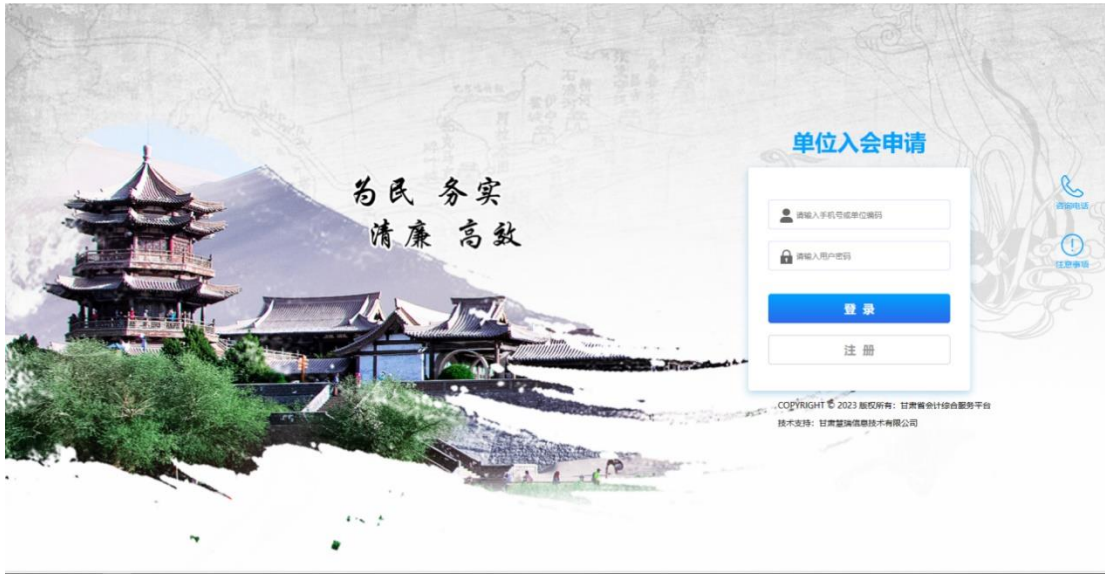 为民 务实
清廉 高效
单位入会申请
请输入手机号或单位编码
请输入用户密码
登录
注册
咨询电话
注意事项
COPYRIGHT © 2023 版权所有：甘肃省会计综合服务平台
技术支持：甘肃慧瑞信息技术有限公司